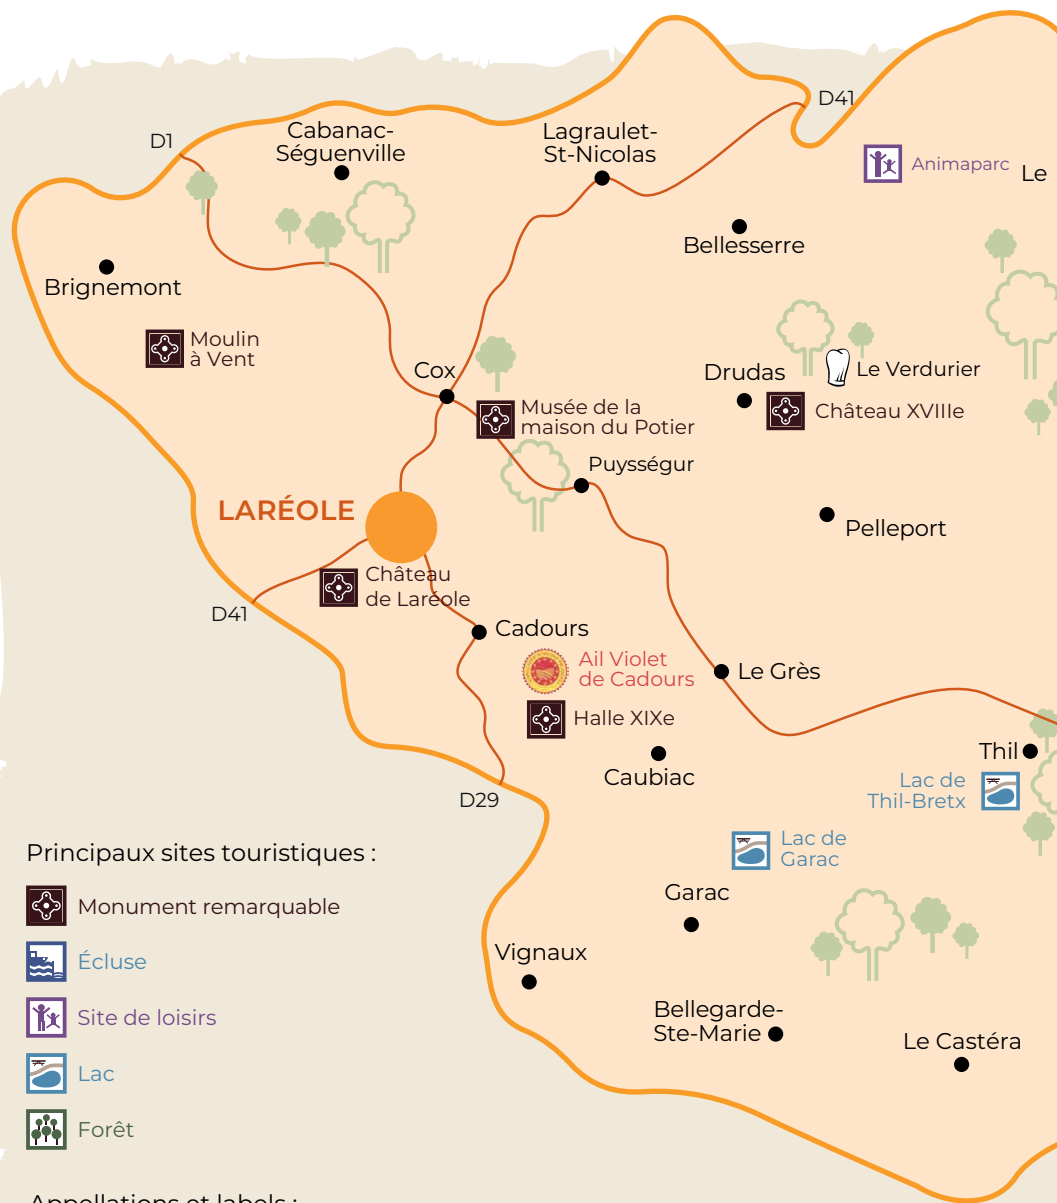 D41
D1
Cabanac-
Séguenville
Lagraulet-
St-Nicolas
Animaparc
Le
Bellesserre
Brignemont
Moulin
à Vent
Cox
Drudas
Le Verdurier
Musée de la
maison du Potier
Château XVIIIe
Puysségur
LARÉOLE
Pelleport
Château
de Laréole
D41
Cadours
Ail Violet
de Cadours
Le Grès
Halle XIXe
Caubiac
Thil
Lac de
Thil-Bretx
D29
Lac de
Garac
Garac
Vignaux
Bellegarde-
Ste-Marie
Le Castéra
Principaux sites touristiques :
Monument remarquable
Écluse
Site de loisirs
Lac
Forêt
Appellations et labels :